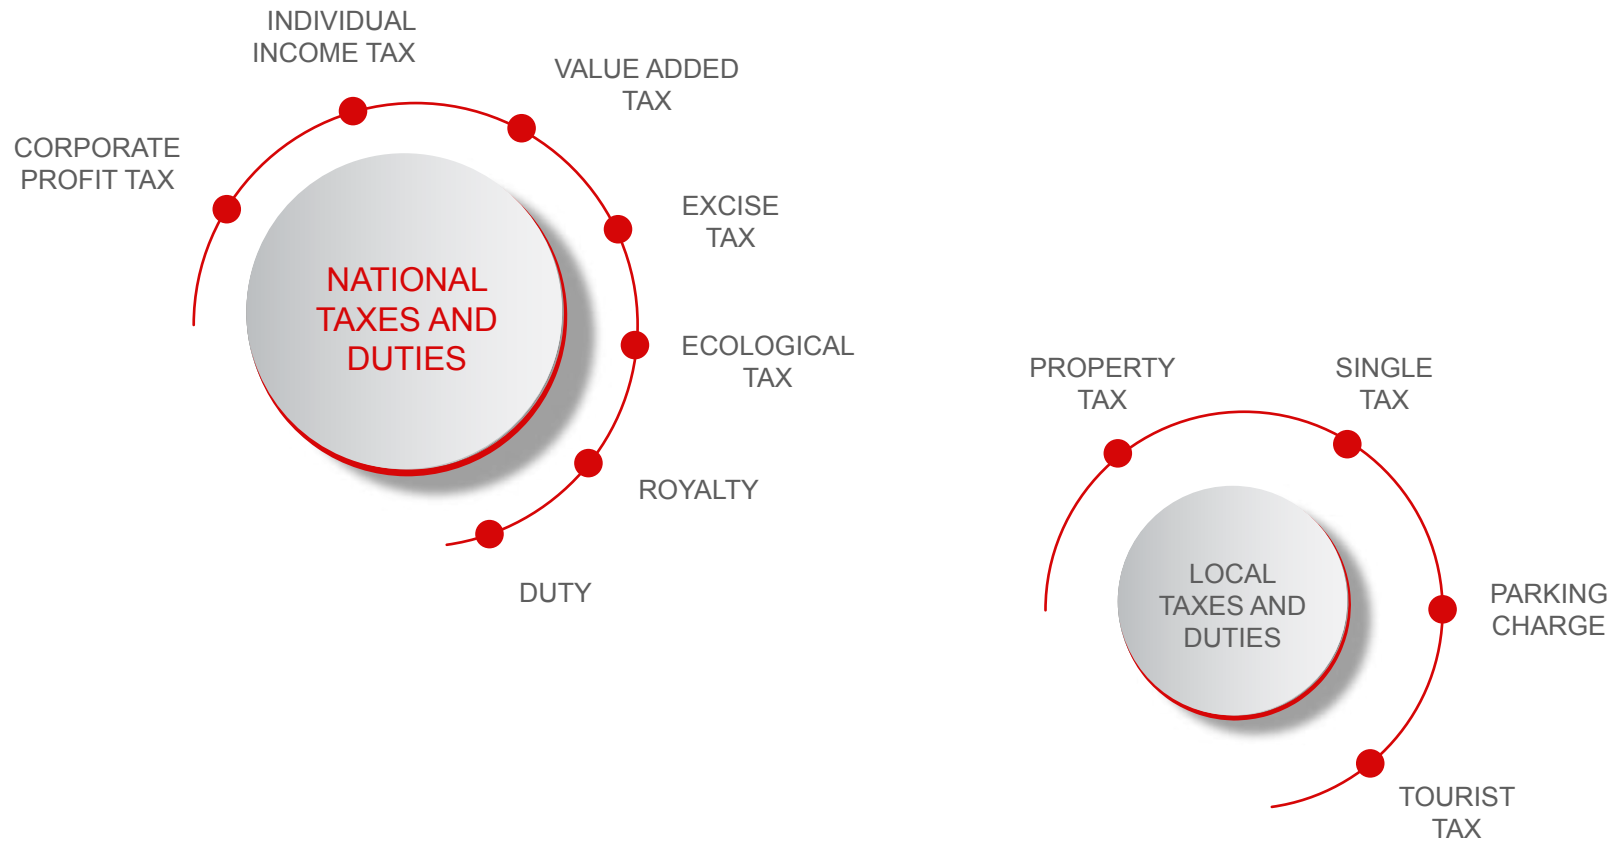 INDIVIDUAL
INCOME TAX
VALUE ADDED
TAX
CORPORATE
PROFIT TAX
EXCISE
TAX
NATIONAL
TAXES AND
DUTIES
ECOLOGICAL
TAX
ROYALTY
DUTY
PROPERTY
TAX
SINGLE
TAX
LOCAL
TAXES AND
DUTIES
PARKING
CHARGE
TOURIST
TAX